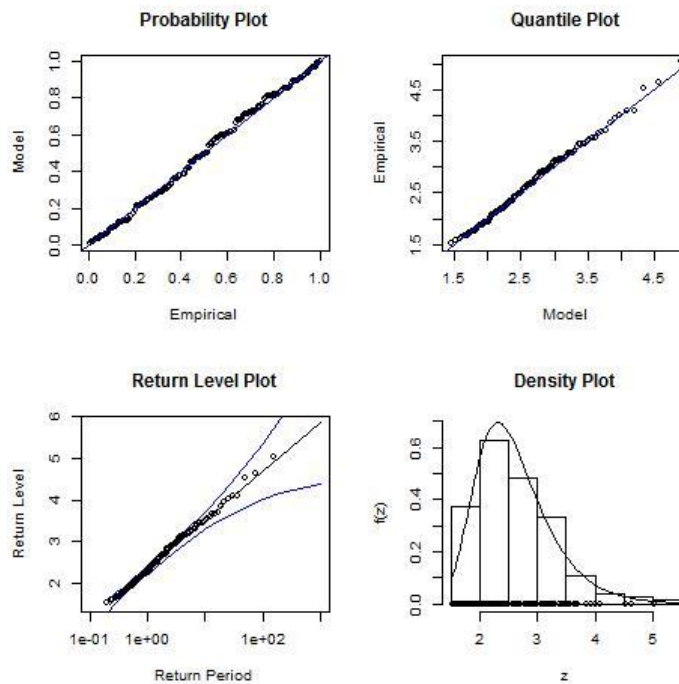 Probability Plot
Model
0.0 0.2 0.4 0.6 0.8 1.0
0.0 0.2 0.4 0.6 0.8 1.0
Empirical
Quantile Plot
Empirical
1.5 2.5 3.5 4.5
1.5 2.5 3.5 4.5
Model
Return Level Plot
Return Level
2 3 4 5 6
1e-01 1e+00 1e+02
Return Period
Density Plot
f(z)
0.0 0.2 0.4 0.6
2 3 4 5
z